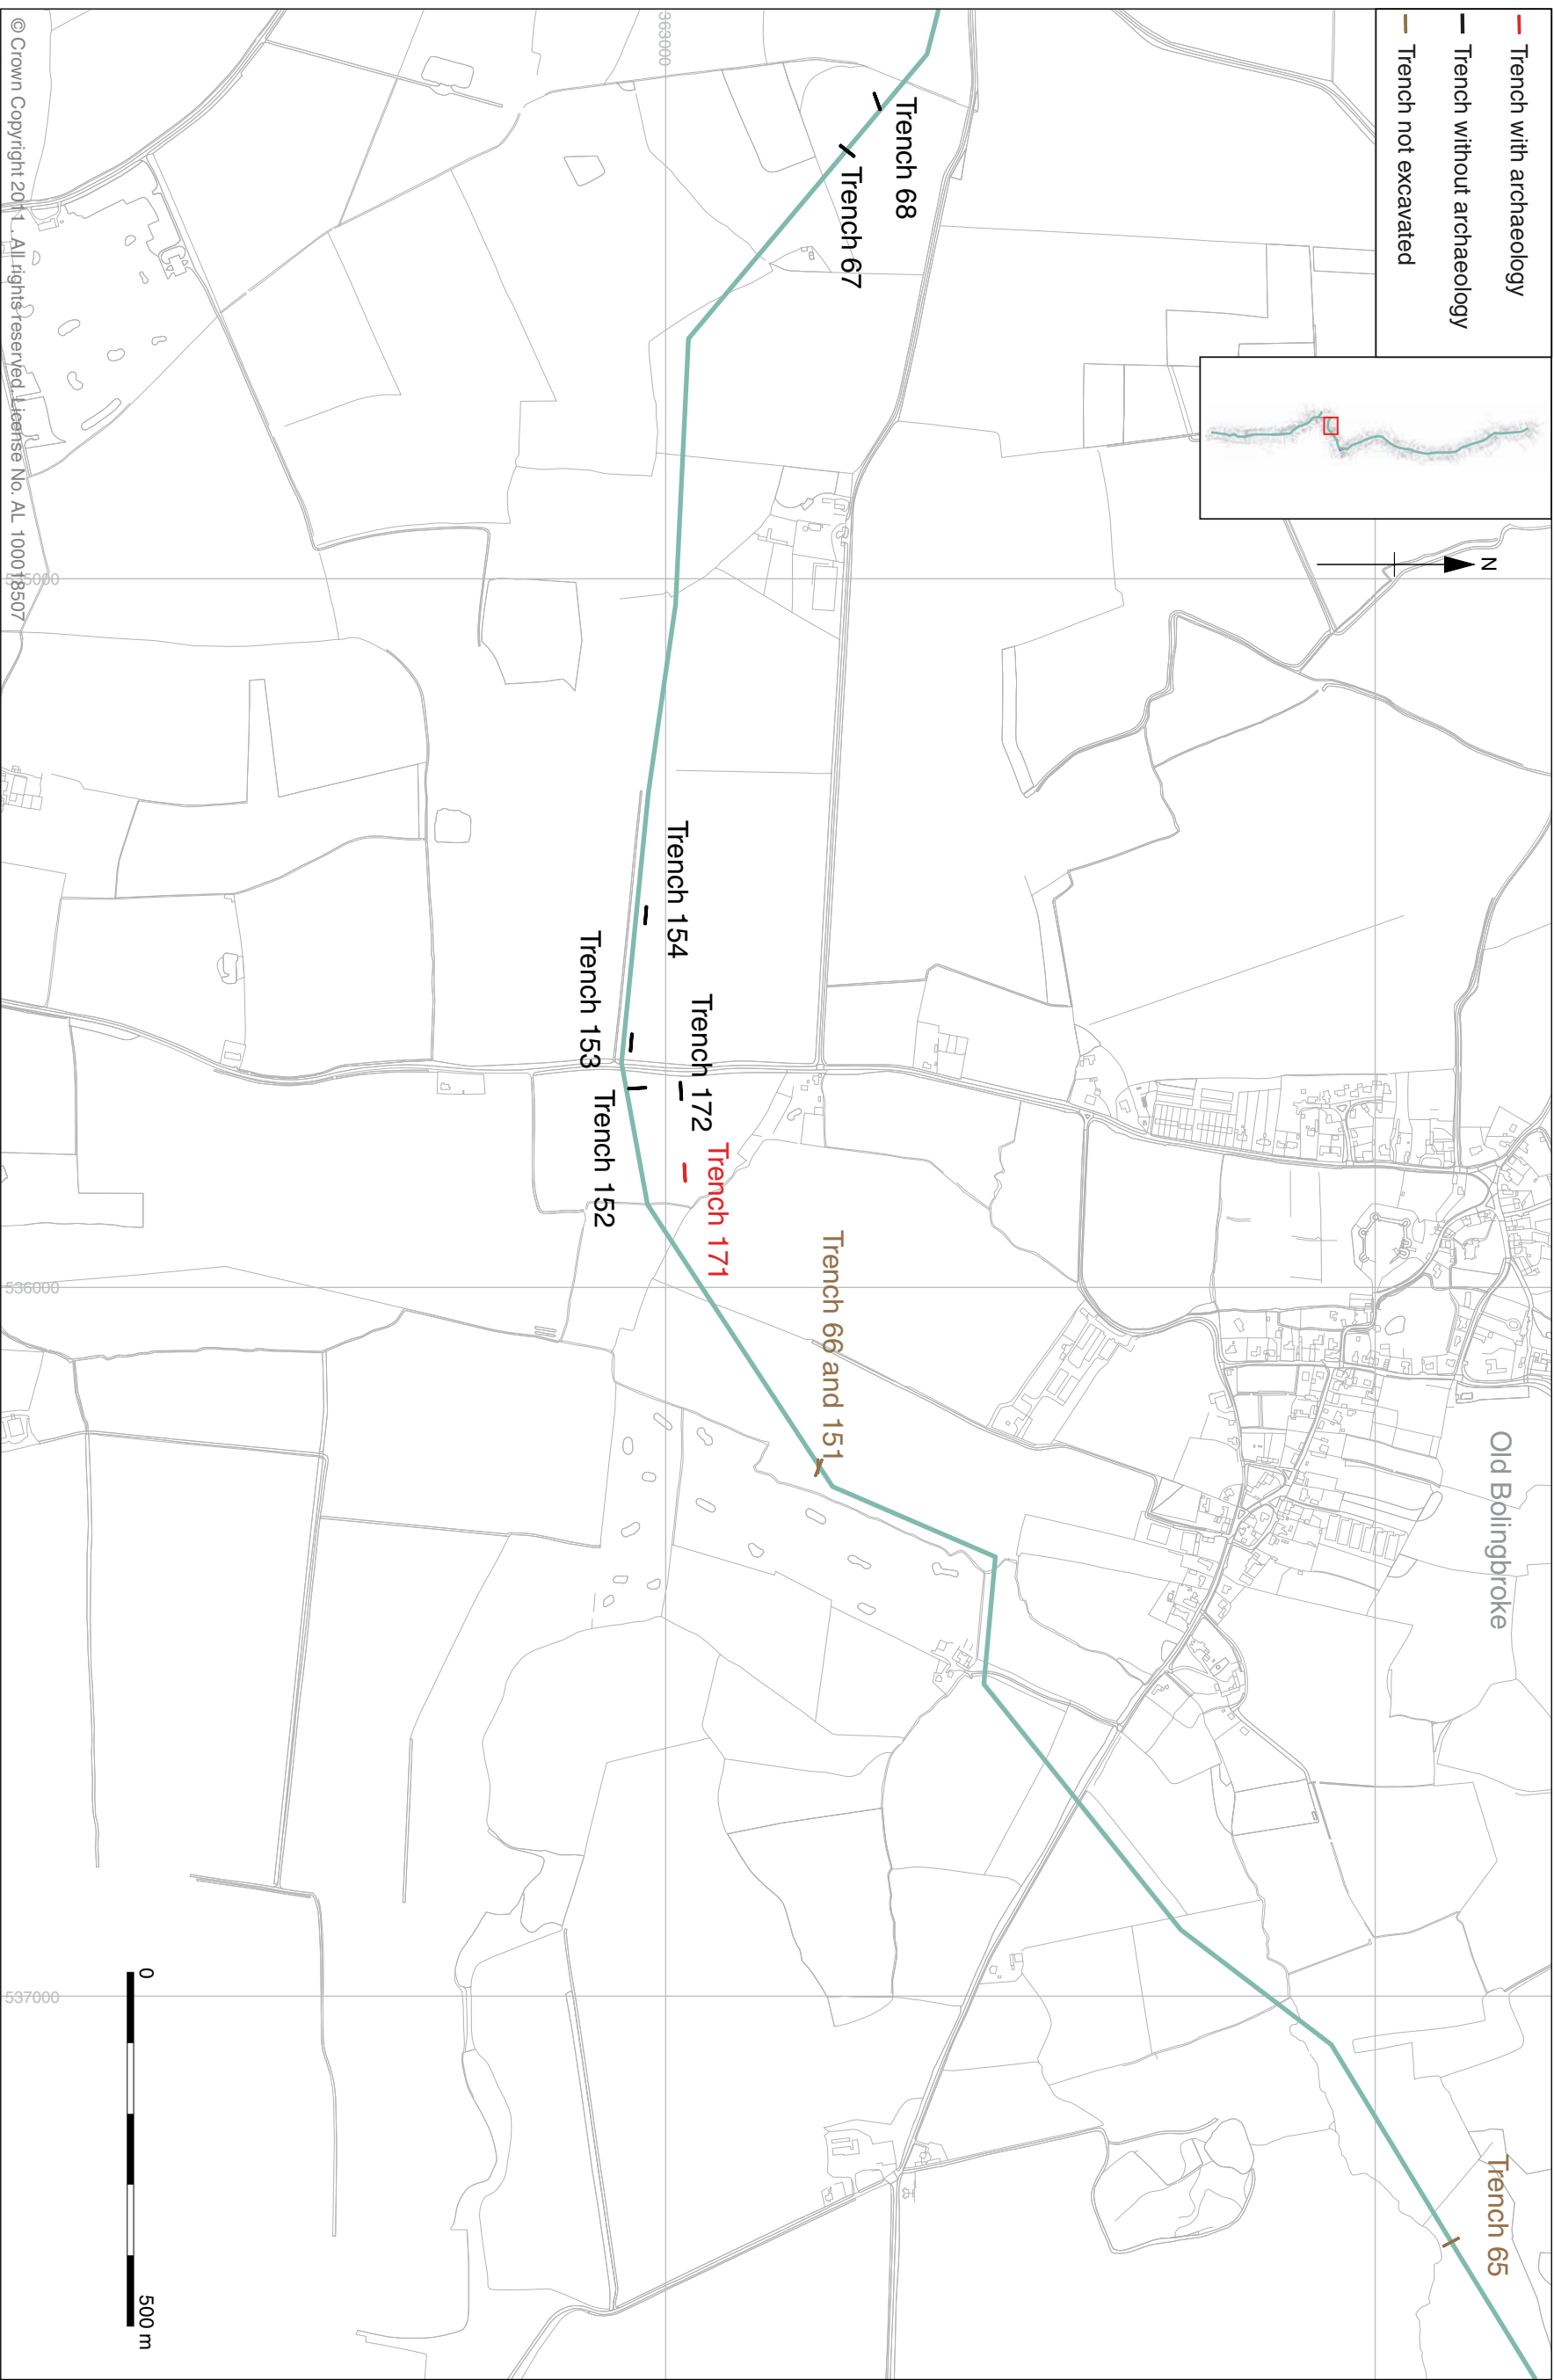 Trench with archaeology
Trench without archaeology
Trench not excavated
N
Old Bolingbroke
Trench 65
Trench 68
Trench 67
Trench 66 and 151
Trench 171
Trench 172
Trench 154
Trench 153
Trench 152
363000
536000
537000
0
500 m
© Crown Copyright 2011. All rights reserved. License No. AL 100018507